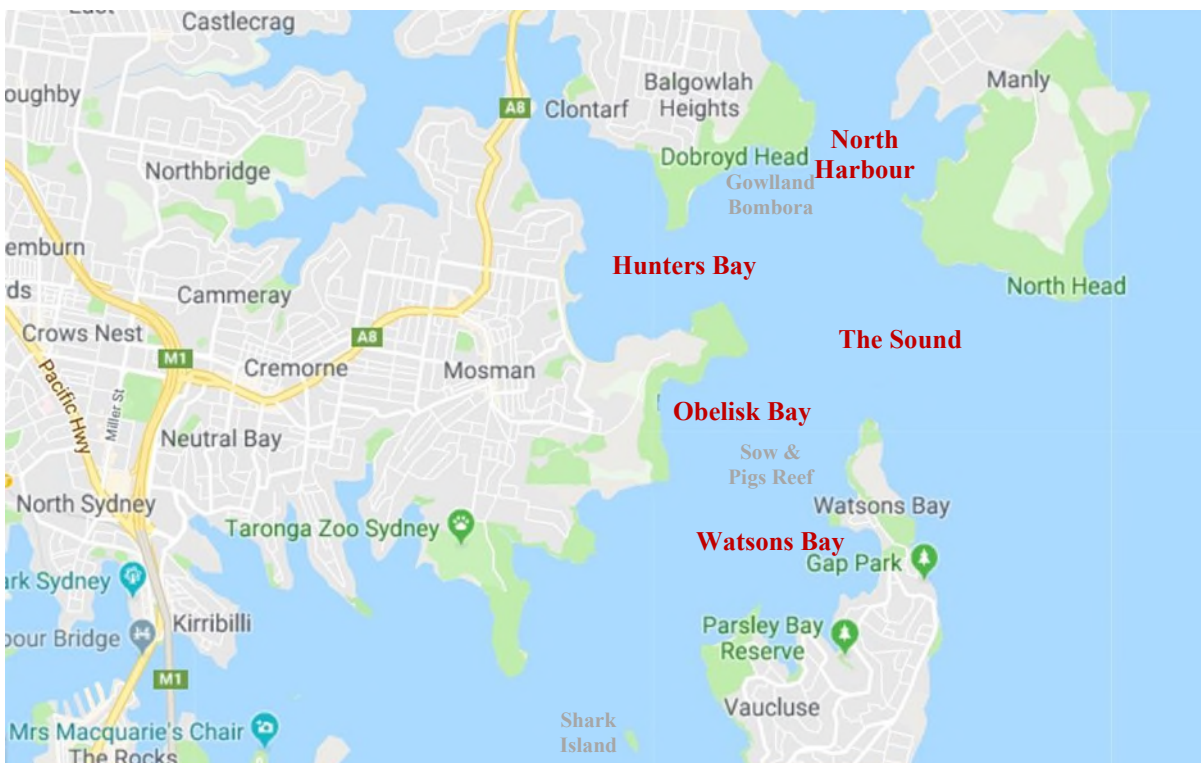 East
Castlecrag
oughby
A8
Clontarf
Balgowlah
Heights
Manly
North
Harbour
Dobroyd Head
Gowlland
Bombora
Northbridge
emburn
rds
Hunters Bay
Cammeray
North Head
Crows Nest
A8
M1
The Sound
Cremorne
Mosman
Pacific Hwy
Miller St
Obelisk Bay
Neutral Bay
Sow &
Pigs Reef
North Sydney
Watsons Bay
Taronga Zoo Sydney
Watsons Bay
Gap Park
ark Sydney
Kirribilli
our Bridge
Parsley Bay
Reserve
M1
Vaucluse
Shark
Island
Mrs Macquarie's Chair
The Rocks